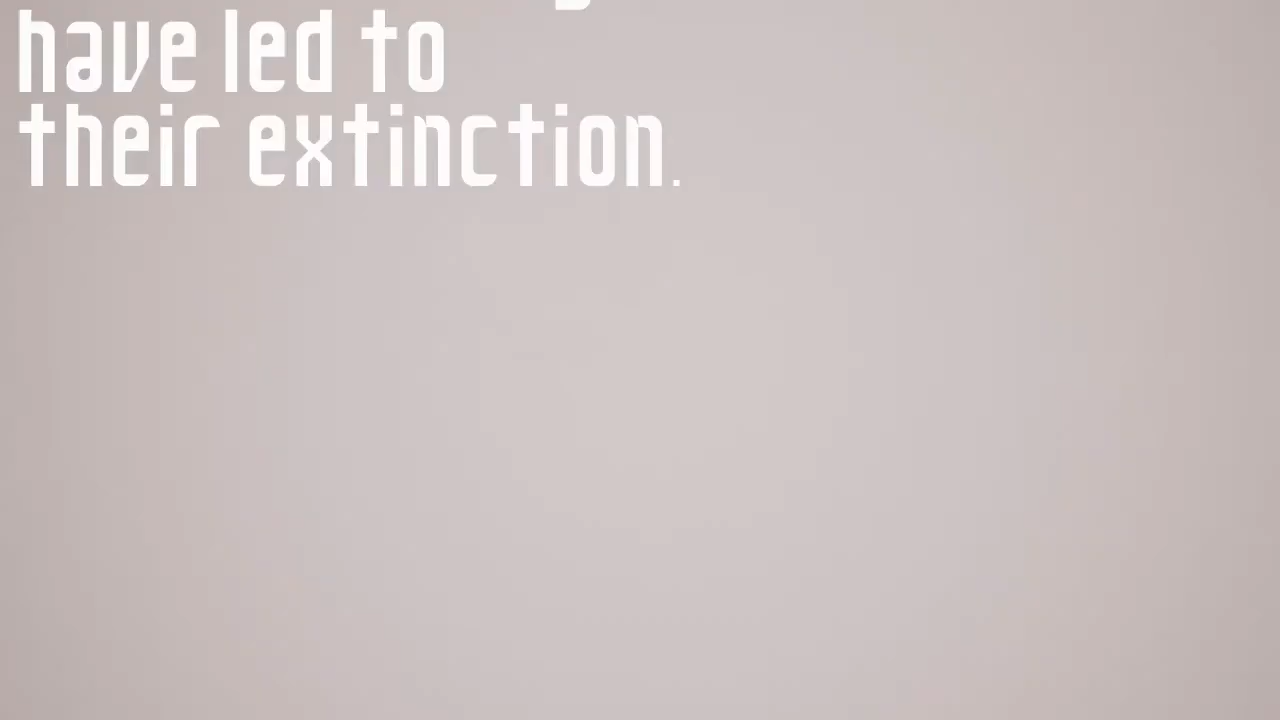 have led to
their extinction.